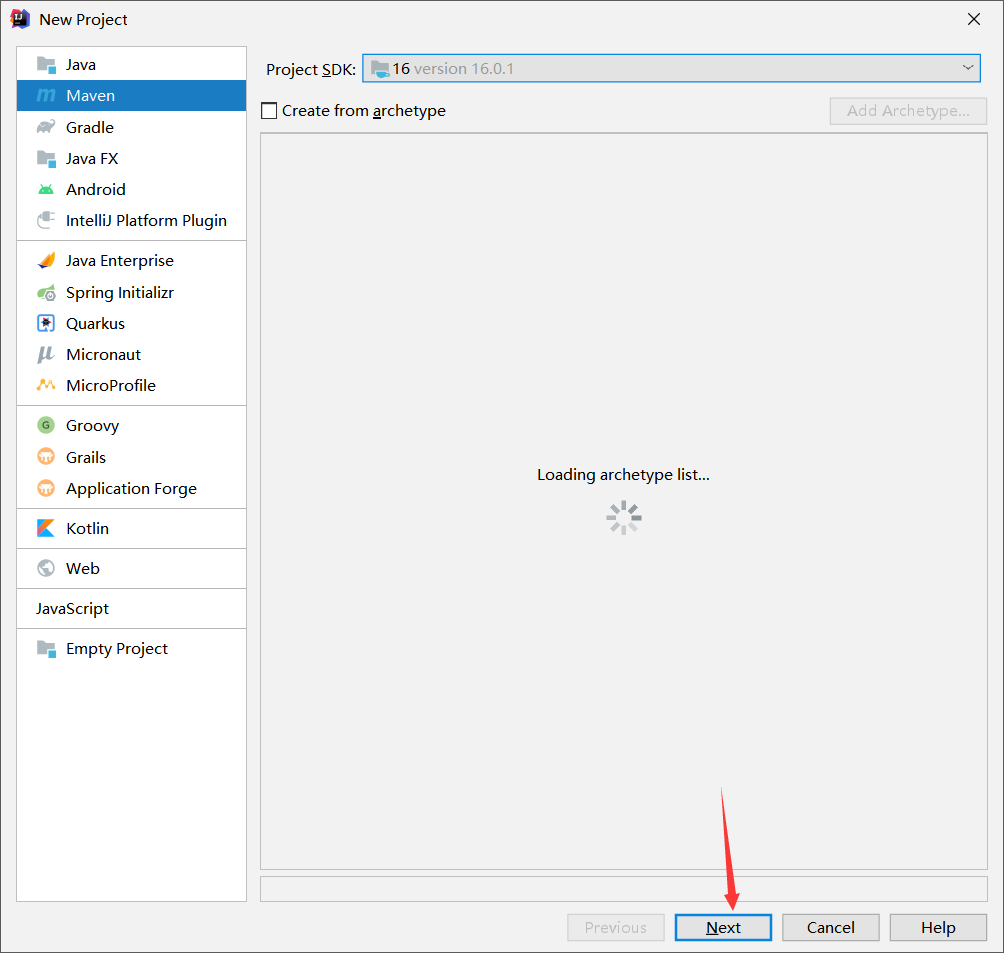 New Project
Java
Maven
Gradle
Java FX
Android
IntelliJ Platform Plugin
Java Enterprise
Spring Initializr
Quarkus
Micronaut
MicroProfile
Groovy
Grails
Application Forge
Kotlin
Web
JavaScript
Empty Project
Project SDK: 16 version 16.0.1
Create from archetype
Add Archetype...
Loading archetype list...
Previous
Next
Cancel
Help